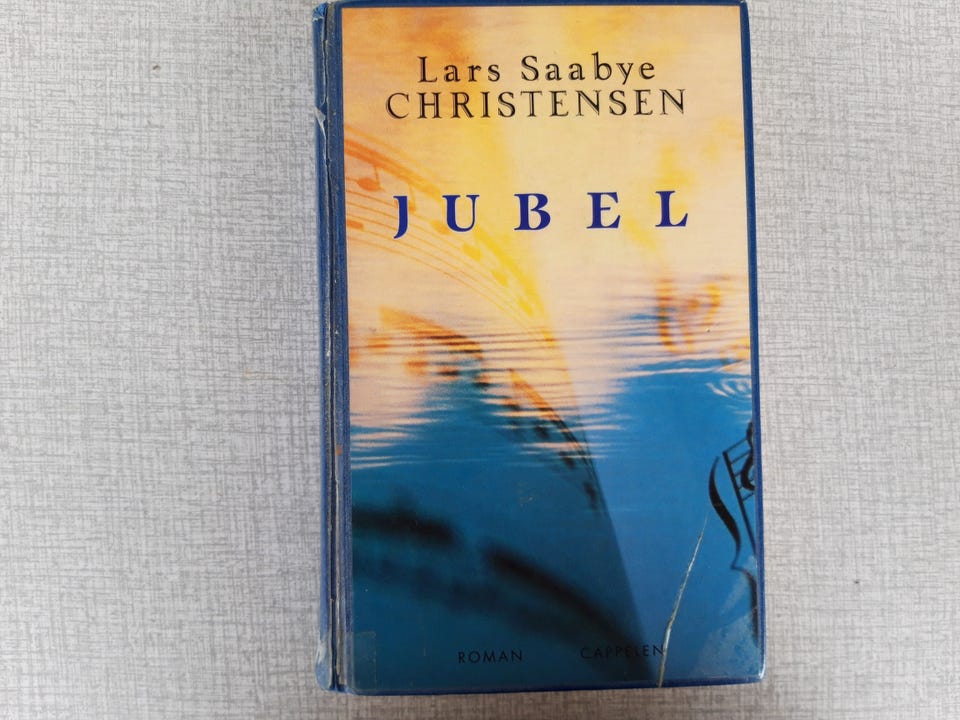 Lars Saabye
CHRISTENSEN
JUBEL
ROMAN CAPPELEN